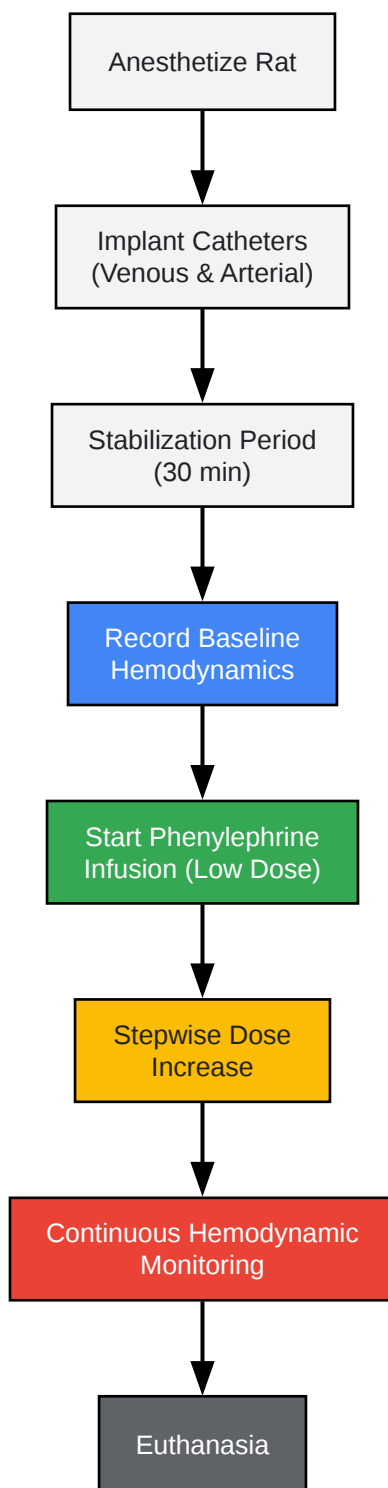 Anesthetize Rat
Implant Catheters
(Venous & Arterial)
Stabilization Period
(30 min)
Record Baseline
Hemodynamics
Start Phenylephrine
Infusion (Low Dose)
Stepwise Dose
Increase
Continuous Hemodynamic
Monitoring
Euthanasia